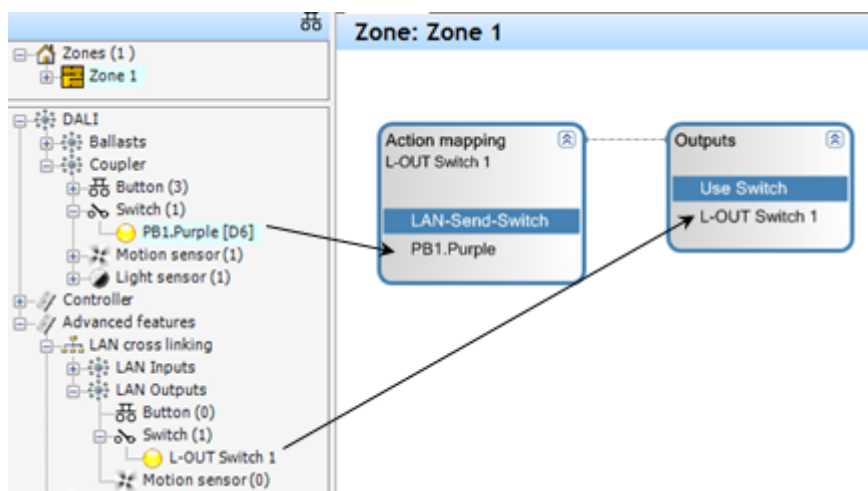 Zones (1 )
Zone 1
DALI
Ballasts
Coupler
Button (3)
Switch (1)
PB1.Purple [D6]
Motion sensor (1)
Light sensor (1)
Controller
Advanced features
LAN cross linking
LAN Inputs
LAN Outputs
Button (0)
Switch (1)
L-OUT Switch 1
Motion sensor (0)
Zone: Zone 1
Action mapping
L-OUT Switch 1
LAN-Send-Switch
PB1.Purple
Outputs
Use Switch
L-OUT Switch 1